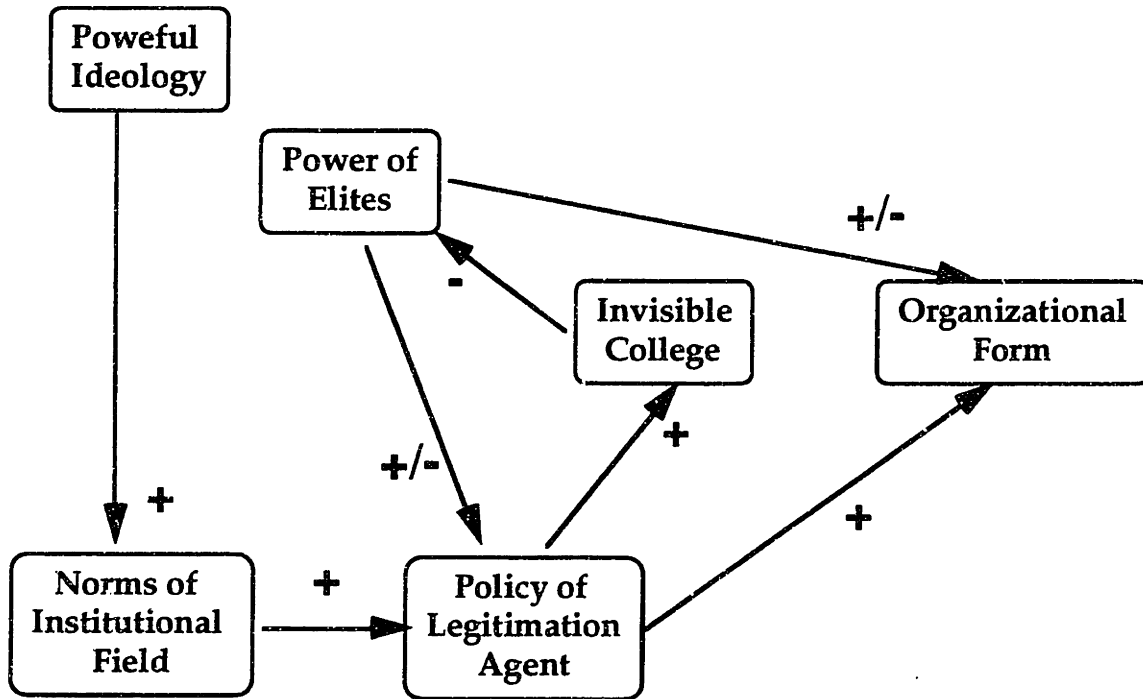 Poweful
Ideology
Power of
Elites
+/-
-
Invisible
College
Organizational
Form
+/-
+
+
+
+
Norms of
Institutional
Field
Policy of
Legitimation
Agent